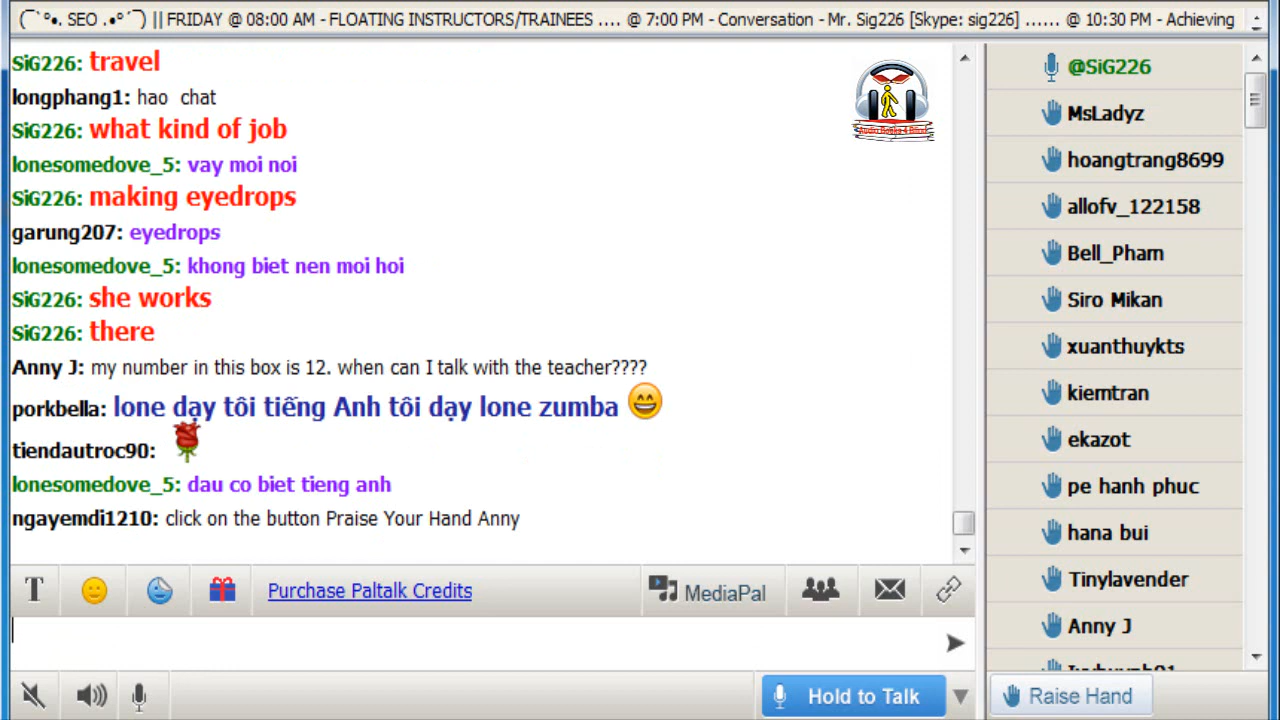 (¯`°•. SEO .•°´¯) || FRIDAY @ 08:00 AM - FLOATING INSTRUCTORS/TRAINEES .... @ 7:00 PM - Conversation - Mr. Sig226 [Skype: sig226] ...... @ 10:30 PM - Achieving
SiG226: travel
longphang1: hao chat
SiG226: what kind of job
lonesomedove_5: vay moi noi
SiG226: making eyedrops
garung207: eyedrops
lonesomedove_5: khong biet nen moi hoi
SiG226: she works
SiG226: there
Anny J: my number in this box is 12. when can I talk with the teacher????
porkbella: lone dạy tôi tiếng Anh tôi dạy lone zumba
tiendautroc90:
lonesomedove_5: dau co biet tieng anh
ngayemdi1210: click on the button Praise Your Hand Anny
T
Purchase Paltalk Credits
MediaPal
Hold to Talk
@SiG226
MsLadyz
hoangtrang8699
allofv_122158
Bell_Pham
Siro Mikan
xuanthuykts
kiemtran
ekazot
pe hanh phuc
hana bui
Tinylavender
Anny J
Raise Hand